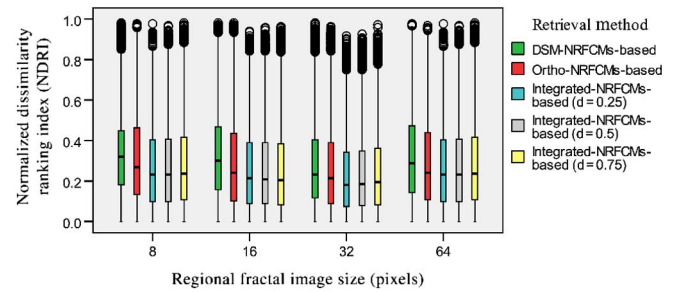 Normalized dissimilarity
ranking index (NDRI)
1.0
0.8
0.6
0.4
0.2
0.0
8
16
32
64
Regional fractal image size (pixels)
Retrieval method
DSM-NRFCMs-based
Ortho-NRFCMs-based
Integrated-NRFCMs-
based (d = 0.25)
Integrated-NRFCMs-
based (d = 0.5)
Integrated-NRFCMs-
based (d = 0.75)